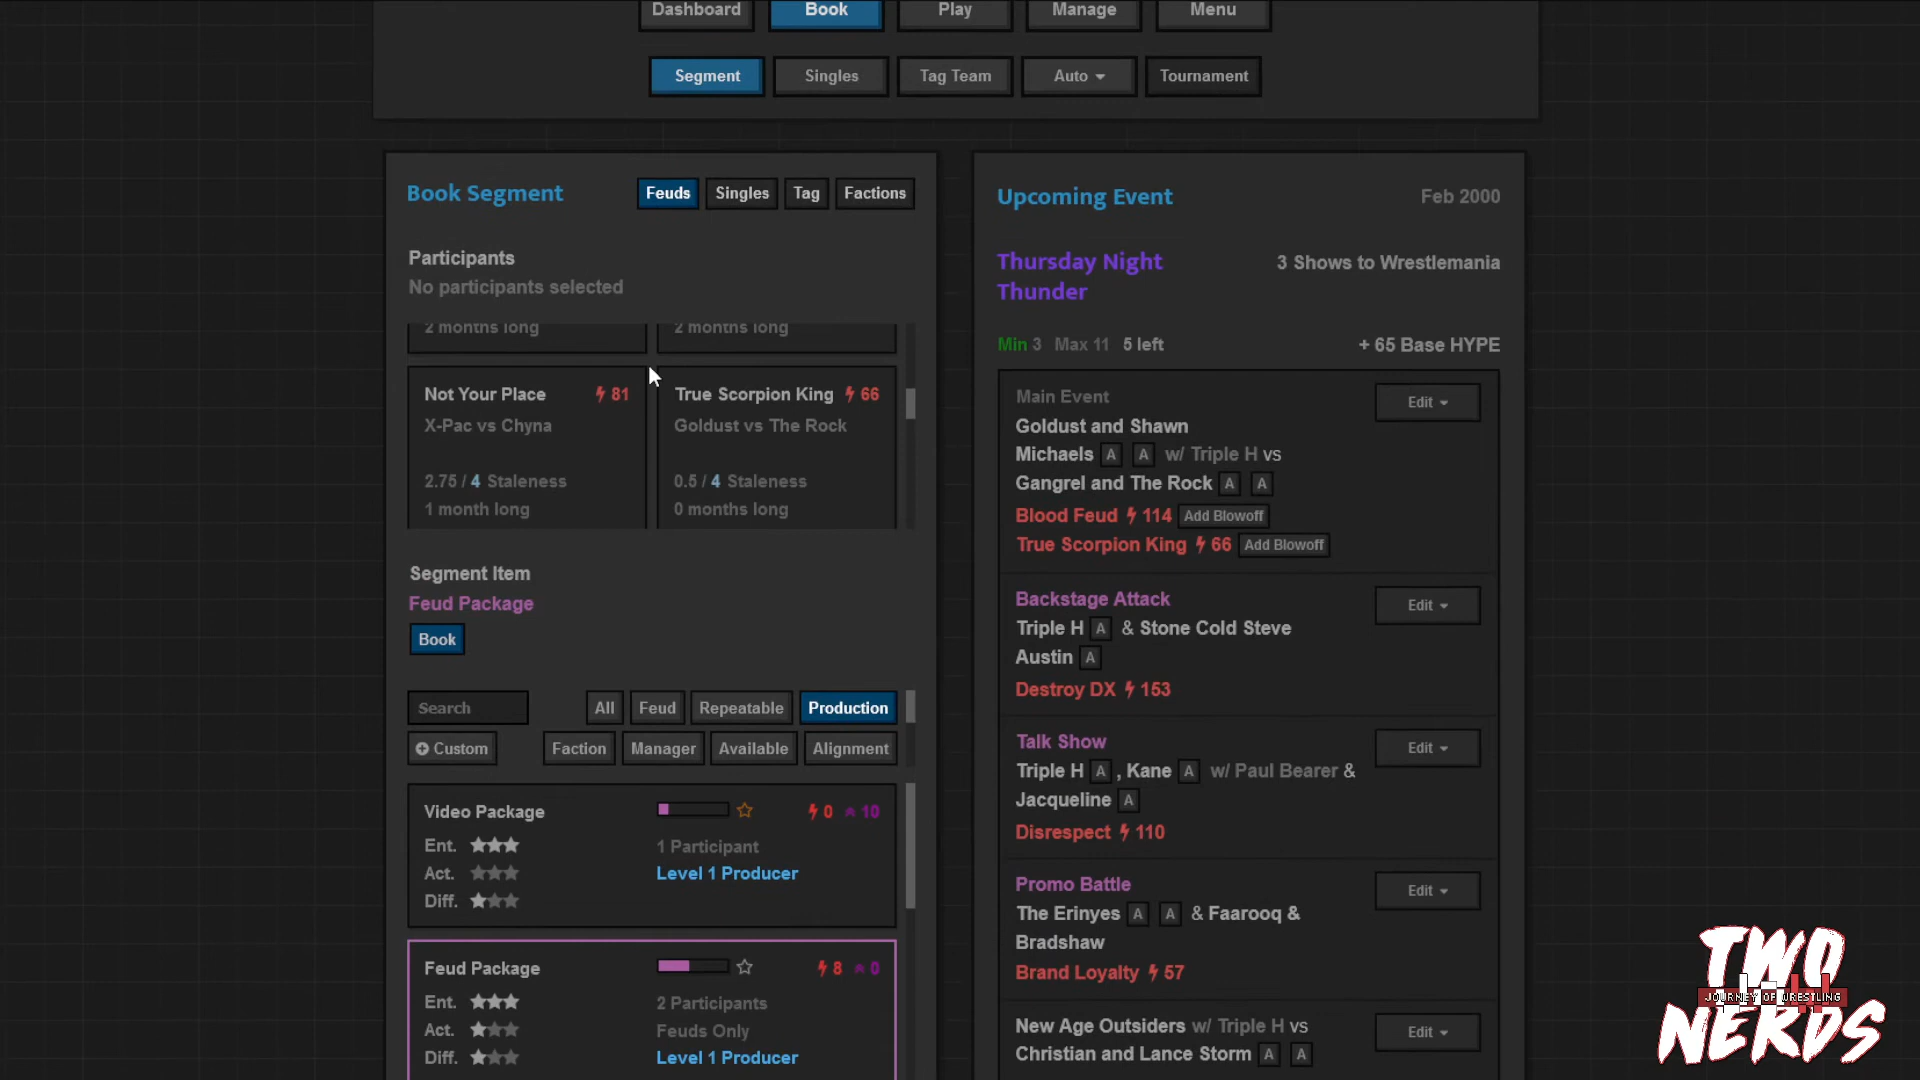 Dashboard Book Play Manage Menu
Segment Singles Tag Team Auto Tournament
Book Segment Feuds Singles Tag Factions
Participants
No participants selected
2 months long 2 months long
Not Your Place 81 True Scorpion King 66
X-Pac vs Chyna Goldust vs The Rock
2.75 / 4 Staleness 0.5 / 4 Staleness
1 month long 0 months long
Segment Item
Feud Package
Book
Search All Feud Repeatable Production
Custom Faction Manager Available Alignment
Video Package 0 10
Ent. 1 Participant
Act. Level 1 Producer
Diff.
Feud Package 8 0
Ent. 2 Participants
Act. Feuds Only
Diff. Level 1 Producer
Upcoming Event Feb 2000
Thursday Night
Thunder
3 Shows to Wrestlemania
Min 3 Max 11 5 left + 65 Base HYPE
Main Event Edit
Goldust and Shawn
Michaels A A w/ Triple H vs
Gangrel and The Rock A A
Blood Feud 114 Add Blowoff
True Scorpion King 66 Add Blowoff
Backstage Attack Edit
Triple H A & Stone Cold Steve
Austin A
Destroy DX 153
Talk Show Edit
Triple H A , Kane A w/ Paul Bearer &
Jacqueline A
Disrespect 110
Promo Battle Edit
The Erinyes A A & Faarooq &
Bradshaw
Brand Loyalty 57
New Age Outsiders w/ Triple H vs Edit
Christian and Lance Storm A A
TWO
JOURNEY OF WRESTLING
NERDS